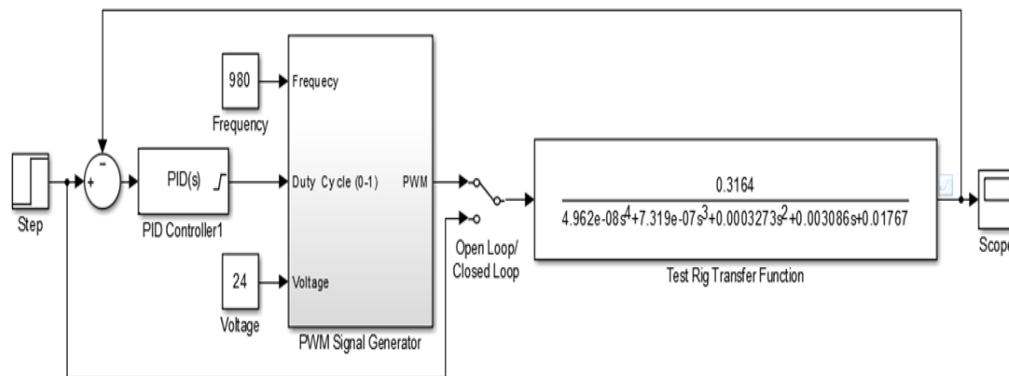 980
Frequecy
Frequency
Step
+
−
PID(s)
PID Controller1
Duty Cycle (0-1)
PWM
24
Voltage
Voltage
PWM Signal Generator
Open Loop/
Closed Loop
0.3164
4.962e-08s⁴+7.319e-07s³+0.0003273s²+0.003086s+0.01767
Test Rig Transfer Function
Scope